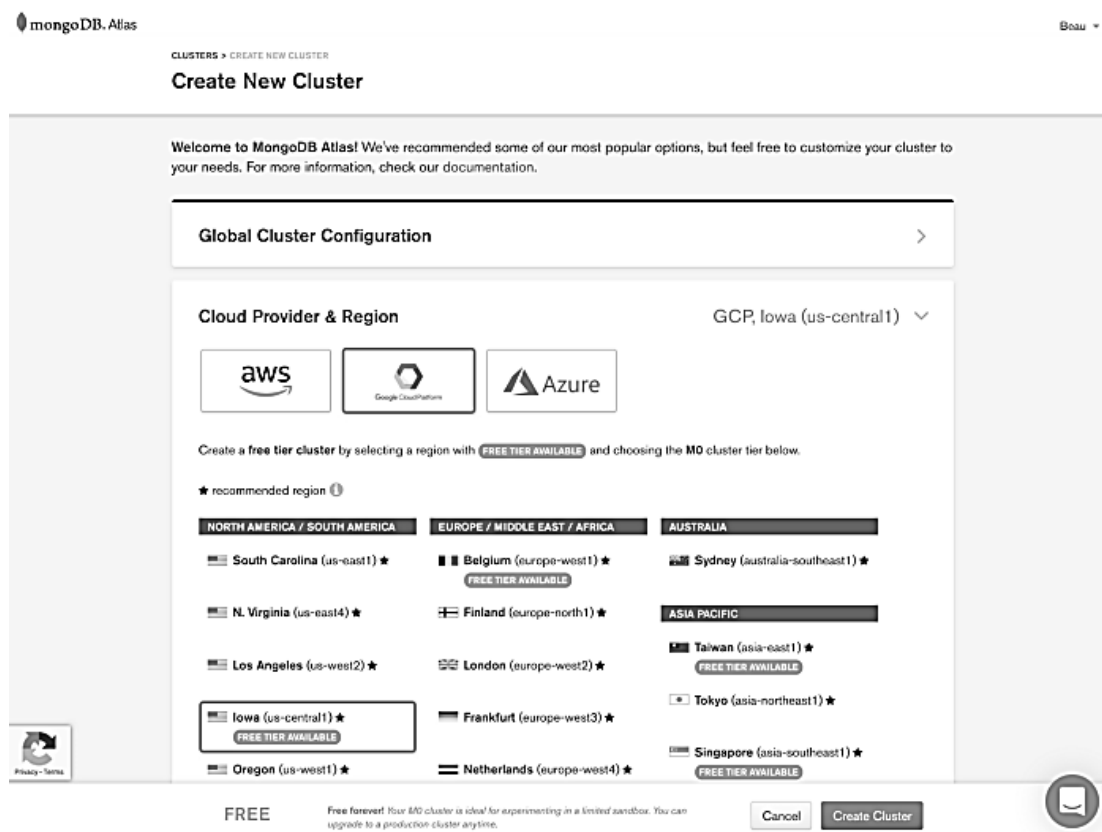 mongoDB. Atlas
Beau
CLUSTERS > CREATE NEW CLUSTER
Create New Cluster
Welcome to MongoDB Atlas! We've recommended some of our most popular options, but feel free to customize your cluster to
your needs. For more information, check our documentation.
Global Cluster Configuration
Cloud Provider & Region
GCP, Iowa (us-central1)
aws
Google Cloud Platform
Azure
Create a free tier cluster by selecting a region with FREE TIER AVAILABLE and choosing the M0 cluster tier below.
★ recommended region
NORTH AMERICA / SOUTH AMERICA
South Carolina (us-east1) ★
N. Virginia (us-east4) ★
Los Angeles (us-west2) ★
Iowa (us-central1) ★
FREE TIER AVAILABLE
Oregon (us-west1) ★
EUROPE / MIDDLE EAST / AFRICA
Belgium (europe-west1) ★
FREE TIER AVAILABLE
Finland (europe-north1) ★
London (europe-west2) ★
Frankfurt (europe-west3) ★
Netherlands (europe-west4) ★
AUSTRALIA
Sydney (australia-southeast1) ★
ASIA PACIFIC
Taiwan (asia-east1) ★
FREE TIER AVAILABLE
Tokyo (asia-northeast1) ★
Singapore (asia-southeast1) ★
FREE TIER AVAILABLE
Privacy - Terms
FREE
Free forever! Your M0 cluster is ideal for experimenting in a limited sandbox. You can
upgrade to a production cluster anytime.
Cancel
Create Cluster